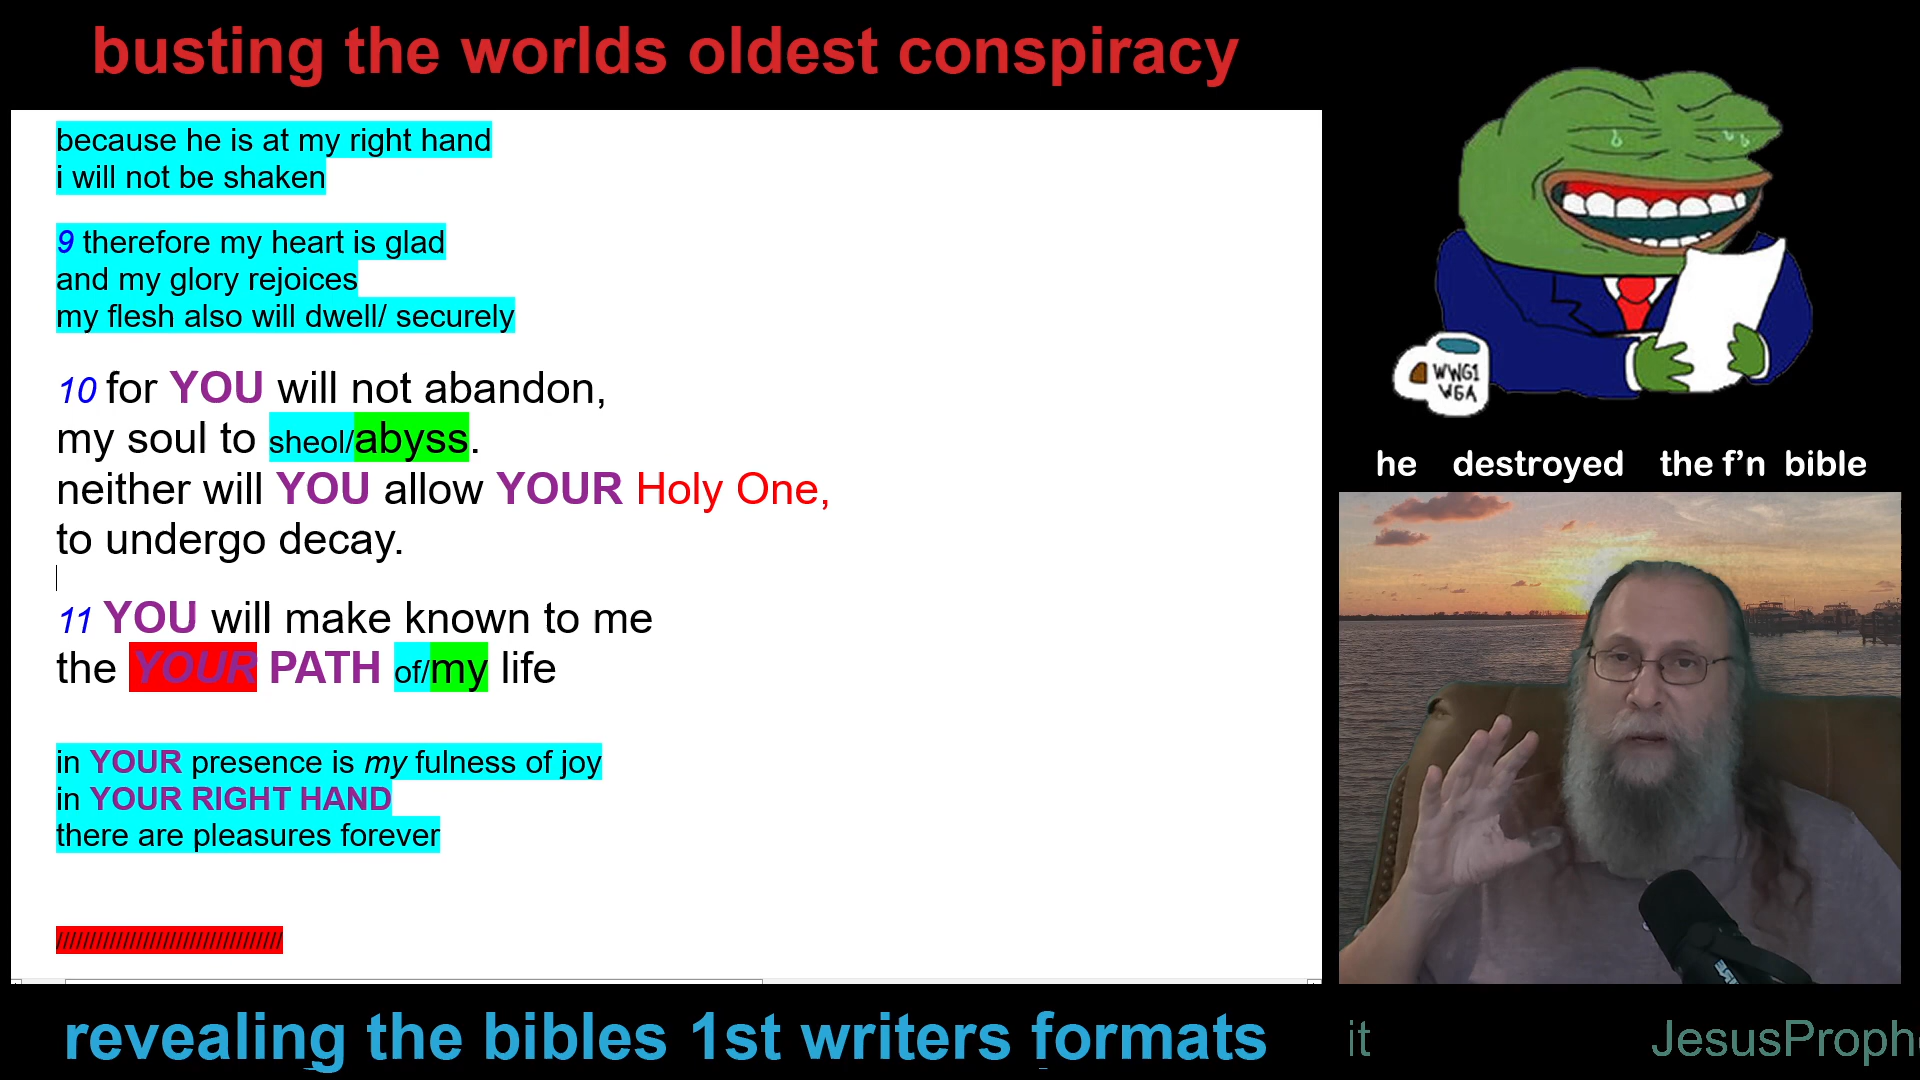 busting the worlds oldest conspiracy
because he is at my right hand
i will not be shaken
9 therefore my heart is glad
and my glory rejoices
my flesh also will dwell/ securely
10 for YOU will not abandon,
my soul to sheol/abyss.
neither will YOU allow YOUR Holy One,
to undergo decay.
11 YOU will make known to me
the YOUR PATH of/my life
in YOUR presence is my fulness of joy
in YOUR RIGHT HAND
there are pleasures forever
//////////////////////////////////
WWG1
WGA
he destroyed the f'n bible
revealing the bibles 1st writers formats
it JesusProph